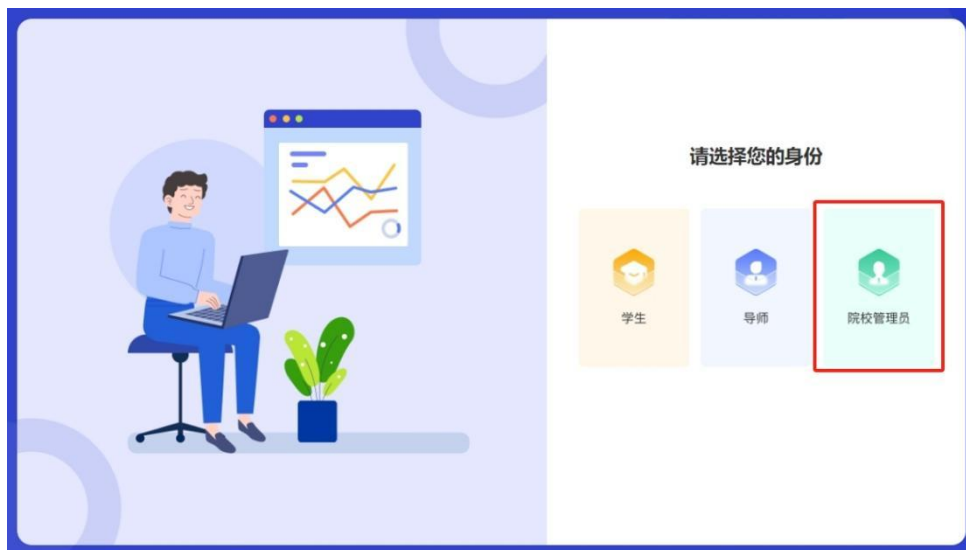 请选择您的身份
学生
导师
院校管理员